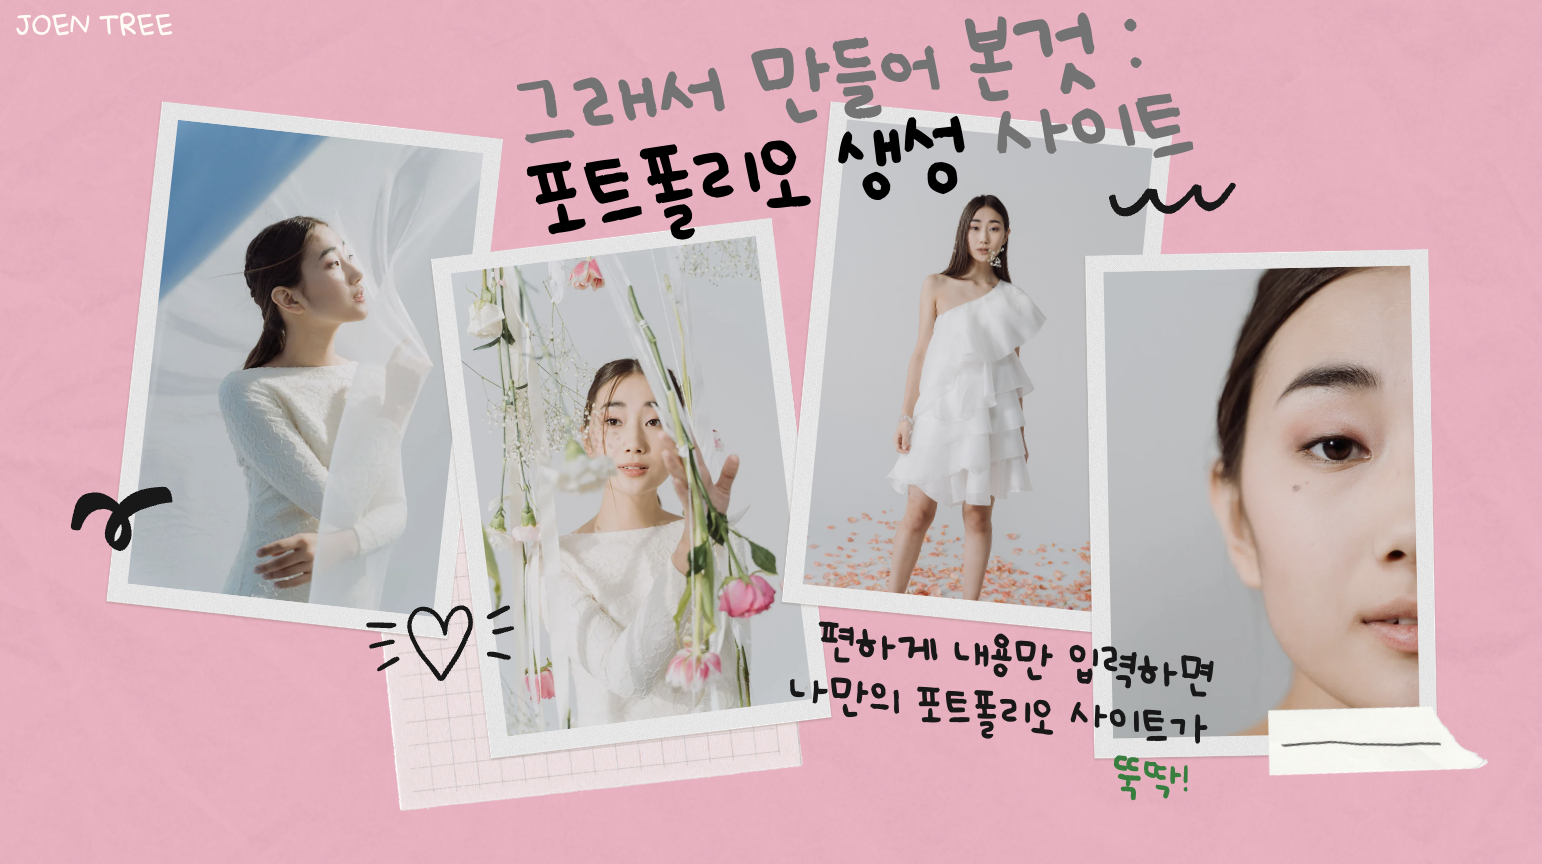 JOEN TREE
그래서 만들어 본것 :
포트폴리오 생성 사이트
편하게 내용만 입력하면
나만의 포트폴리오 사이트가
뚝딱!